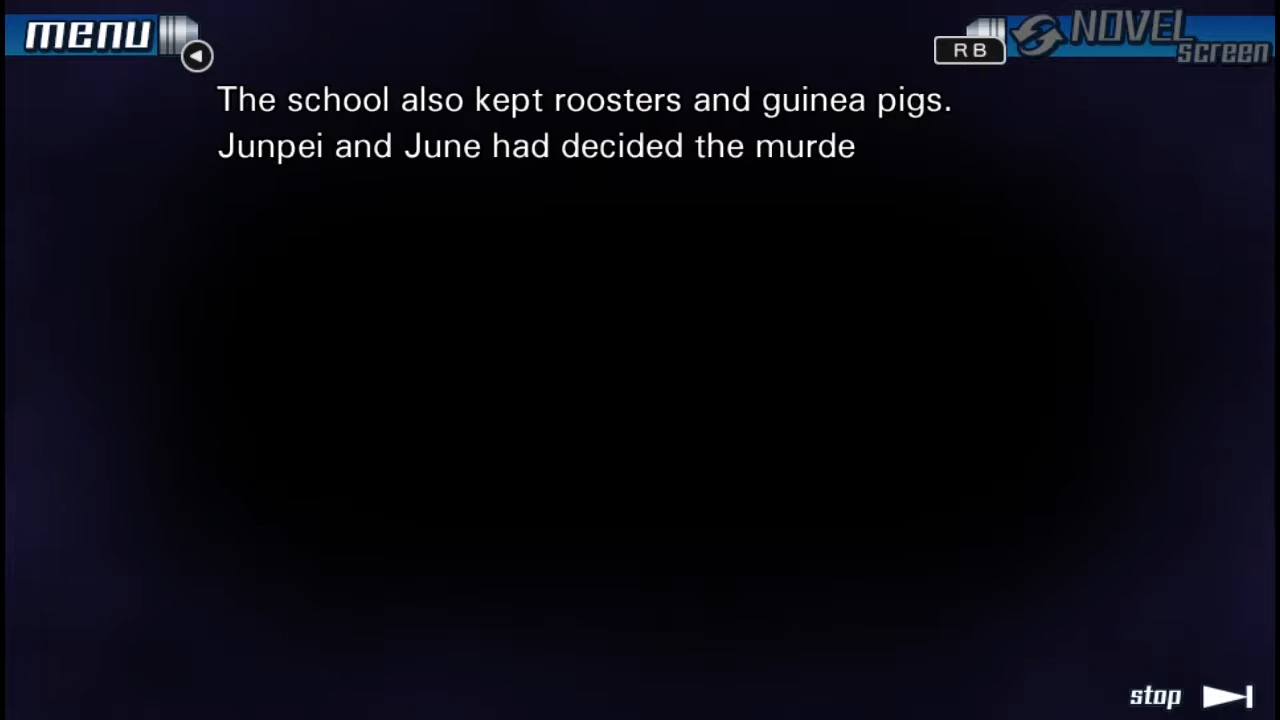 menu
RB
NOVEL
screen
The school also kept roosters and guinea pigs.
Junpei and June had decided the murde
stop